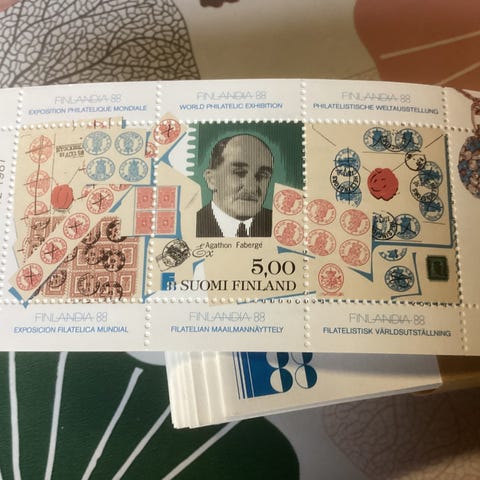 FINLANDIA 88
EXPOSITION PHILATELIQUE MONDIALE
FINLANDIA 88
WORLD PHILATELIC EXHIBITION
FINLANDIA 88
PHILATELISTISCHE WELTAUSSTELLUNG
Agathon Fabergé
5,00
SUOMI FINLAND
FINLANDIA 88
EXPOSICION FILATELICA MUNDIAL
FINLANDIA 88
FILATELIAN MAAILMANNÄYTTELY
FINLANDIA 88
FILATELISTISK VÄRLDSUTSTÄLLNING
88